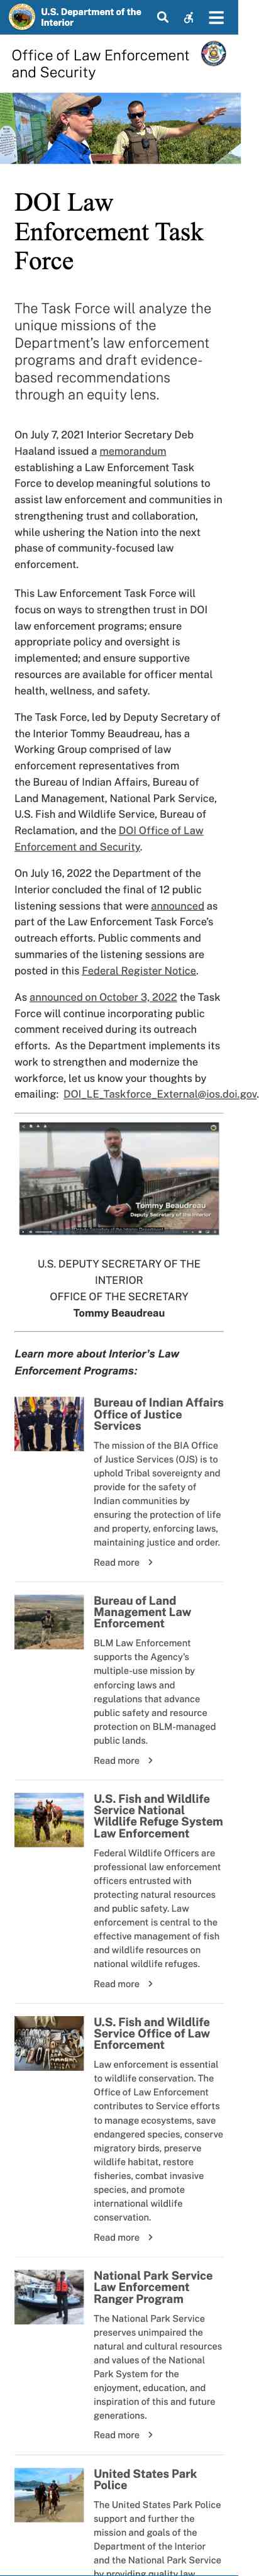 U.S. Department of the
Interior
Office of Law Enforcement
and Security
DOI Law
Enforcement Task
Force
The Task Force will analyze the
unique missions of the
Department's law enforcement
programs and draft evidence-
based recommendations
through an equity lens.
On July 7, 2021 Interior Secretary Deb
Haaland issued a memorandum
establishing a Law Enforcement Task
Force to develop meaningful solutions to
assist law enforcement and communities in
strengthening trust and collaboration,
while ushering the Nation into the next
phase of community-focused law
enforcement.
This Law Enforcement Task Force will
focus on ways to strengthen trust in DOI
law enforcement programs; ensure
appropriate policy and oversight is
implemented; and ensure supportive
resources are available for officer mental
health, wellness, and safety.
The Task Force, led by Deputy Secretary of
the Interior Tommy Beaudreau, has a
Working Group comprised of law
enforcement representatives from
the Bureau of Indian Affairs, Bureau of
Land Management, National Park Service,
U.S. Fish and Wildlife Service, Bureau of
Reclamation, and the DOI Office of Law
Enforcement and Security.
On July 16, 2022 the Department of the
Interior concluded the final of 12 public
listening sessions that were announced as
part of the Law Enforcement Task Force's
outreach efforts. Public comments and
summaries of the listening sessions are
posted in this Federal Register Notice.
As announced on October 3, 2022 the Task
Force will continue incorporating public
comment received during its outreach
efforts. As the Department implements its
work to strengthen and modernize the
workforce, let us know your thoughts by
emailing: DOI_LE_Taskforce_External@ios.doi.gov.
Tommy Beaudreau
Deputy Secretary of the Interior
U.S. DEPUTY SECRETARY OF THE
INTERIOR
OFFICE OF THE SECRETARY
Tommy Beaudreau
Learn more about Interior's Law
Enforcement Programs:
Bureau of Indian Affairs
Office of Justice
Services
The mission of the BIA Office
of Justice Services (OJS) is to
uphold Tribal sovereignty and
provide for the safety of
Indian communities by
ensuring the protection of life
and property, enforcing laws,
maintaining justice and order.
Read more
Bureau of Land
Management Law
Enforcement
BLM Law Enforcement
supports the Agency's
multiple-use mission by
enforcing laws and
regulations that advance
public safety and resource
protection on BLM-managed
public lands.
Read more
U.S. Fish and Wildlife
Service National
Wildlife Refuge System
Law Enforcement
Federal Wildlife Officers are
professional law enforcement
officers entrusted with
protecting natural resources
and public safety. Law
enforcement is central to the
effective management of fish
and wildlife resources on
national wildlife refuges.
Read more
U.S. Fish and Wildlife
Service Office of Law
Enforcement
Law enforcement is essential
to wildlife conservation. The
Office of Law Enforcement
contributes to Service efforts
to manage ecosystems, save
endangered species, conserve
migratory birds, preserve
wildlife habitat, restore
fisheries, combat invasive
species, and promote
international wildlife
conservation.
Read more
National Park Service
Law Enforcement
Ranger Program
The National Park Service
preserves unimpaired the
natural and cultural resources
and values of the National
Park System for the
enjoyment, education, and
inspiration of this and future
generations.
Read more
United States Park
Police
The United States Park Police
support and further the
mission and goals of the
Department of the Interior
and the National Park Service
by providing quality law